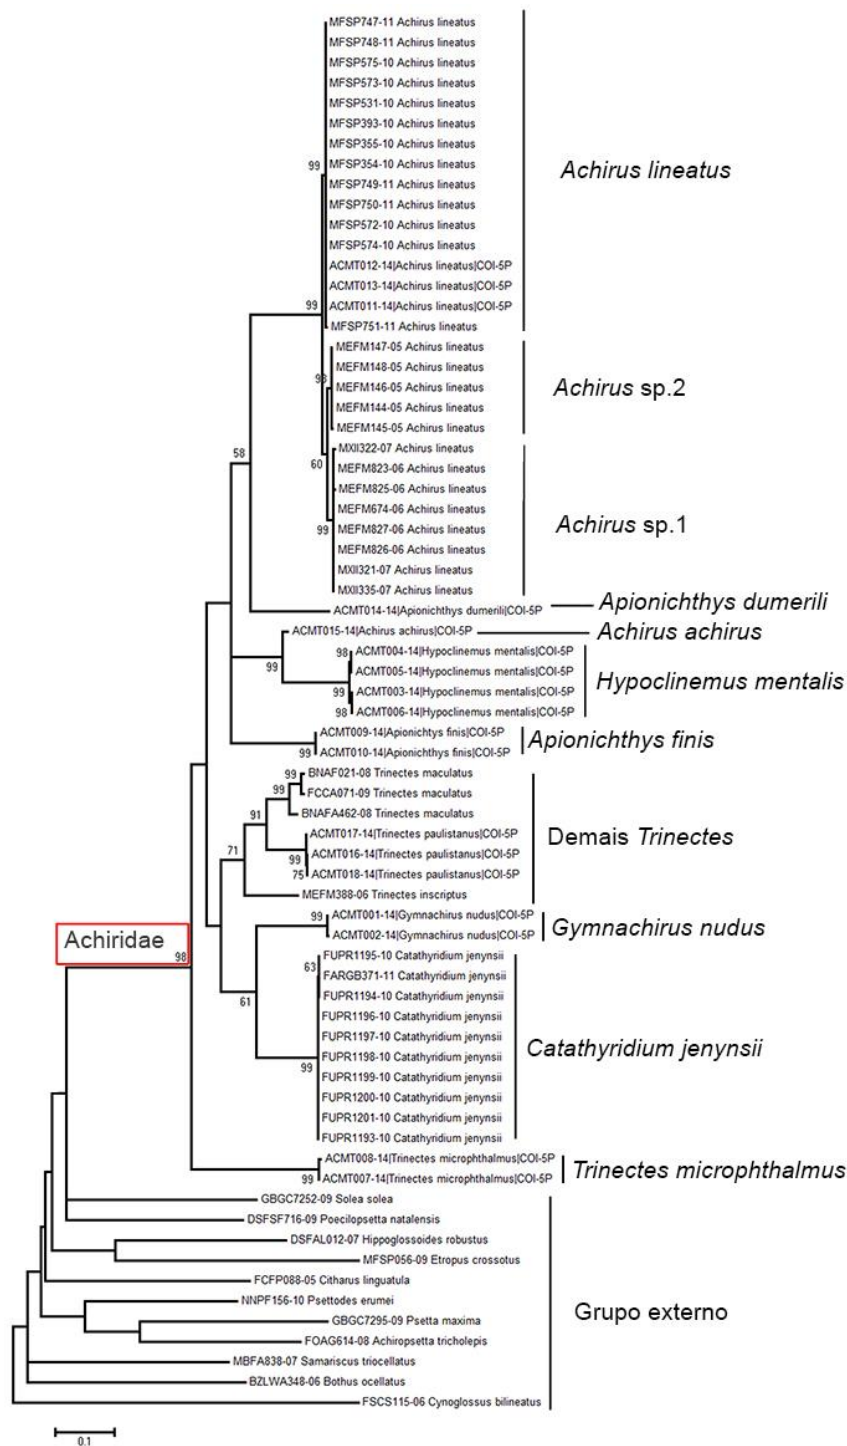 MFSP747-11 Achirus lineatus
MFSP748-11 Achirus lineatus
MFSP575-10 Achirus lineatus
MFSP573-10 Achirus lineatus
MFSP531-10 Achirus lineatus
MFSP393-10 Achirus lineatus
MFSP355-10 Achirus lineatus
99 MFSP354-10 Achirus lineatus
Achirus lineatus
MFSP749-11 Achirus lineatus
MFSP750-11 Achirus lineatus
MFSP572-10 Achirus lineatus
MFSP574-10 Achirus lineatus
ACMT012-14|Achirus lineatus|COI-5P
ACMT013-14|Achirus lineatus|COI-5P
99 ACMT011-14|Achirus lineatus|COI-5P
MFSP751-11 Achirus lineatus
MEFM147-05 Achirus lineatus
MEFM148-05 Achirus lineatus
98
MEFM146-05 Achirus lineatus
Achirus sp.2
MEFM144-05 Achirus lineatus
MEFM145-05 Achirus lineatus
MXII322-07 Achirus lineatus
58
60 MEFM823-06 Achirus lineatus
MEFM825-06 Achirus lineatus
MEFM674-06 Achirus lineatus
Achirus sp.1
99 MEFM827-06 Achirus lineatus
MEFM826-06 Achirus lineatus
MXII321-07 Achirus lineatus
MXII335-07 Achirus lineatus
ACMT014-14|Apionichthys dumerili|COI-5P Apionichthys dumerili
ACMT015-14|Achirus achirus|COI-5P Achirus achirus
98 ACMT004-14|Hypoclinemus mentalis|COI-5P
99 ACMT005-14|Hypoclinemus mentalis|COI-5P
Hypoclinemus mentalis
99 ACMT003-14|Hypoclinemus mentalis|COI-5P
98 ACMT006-14|Hypoclinemus mentalis|COI-5P
ACMT009-14|Apionichtys finis|COI-5P
Apionichthys finis
99 ACMT010-14|Apionichthys finis|COI-5P
99 BNAF021-08 Trinectes maculatus
99 FCCA071-09 Trinectes maculatus
91 BNAFA462-08 Trinectes maculatus
ACMT017-14|Trinectes paulistanus|COI-5P
Demais Trinectes
71 99 ACMT016-14|Trinectes paulistanus|COI-5P
75 ACMT018-14|Trinectes paulistanus|COI-5P
MEFM388-06 Trinectes inscriptus
99 ACMT001-14|Gymnachirus nudus|COI-5P
Gymnachirus nudus
ACMT002-14|Gymnachirus nudus|COI-5P
Achiridae
98
63 FUPR1195-10 Catathyridium jenynsii
FARGB371-11 Catathyridium jenynsii
61 FUPR1194-10 Catathyridium jenynsii
FUPR1196-10 Catathyridium jenynsii
FUPR1197-10 Catathyridium jenynsii
Catathyridium jenynsii
FUPR1198-10 Catathyridium jenynsii
99 FUPR1199-10 Catathyridium jenynsii
FUPR1200-10 Catathyridium jenynsii
FUPR1201-10 Catathyridium jenynsii
FUPR1193-10 Catathyridium jenynsii
ACMT008-14|Trinectes microphthalmus|COI-5P
Trinectes microphthalmus
99 ACMT007-14|Trinectes microphthalmus|COI-5P
GBGC7252-09 Solea solea
DSFSF716-09 Poecilopsetta natalensis
DSFAL012-07 Hippoglossoides robustus
MFSP056-09 Etropus crossotus
FCFP088-05 Citharus linguatula
NNPF156-10 Psettodes erumei
Grupo externo
GBGC7295-09 Psetta maxima
FOAG614-08 Achiropsetta tricholepis
MBFA838-07 Samariscus triocellatus
BZLWA348-06 Bothus ocellatus
FSCS115-06 Cynoglossus bilineatus
0.1